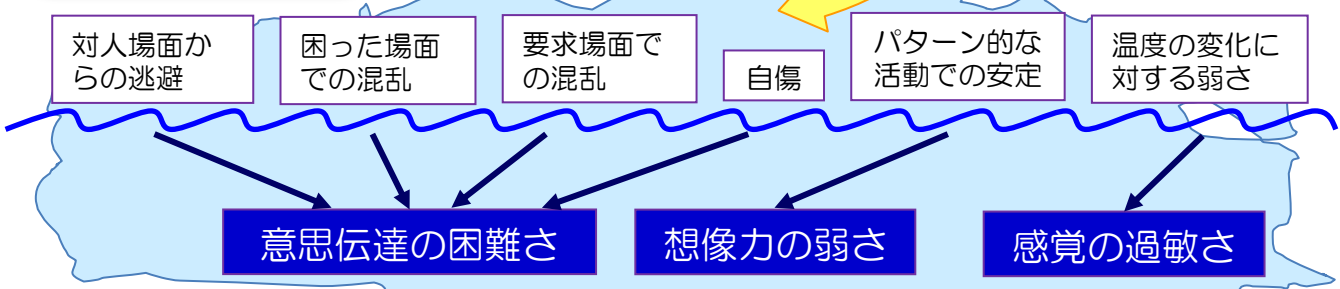 対人場面か
らの逃避
困った場面
での混乱
要求場面で
の混乱
自傷
パターン的な
活動での安定
温度の変化に
対する弱さ
意思伝達の困難さ
想像力の弱さ
感覚の過敏さ